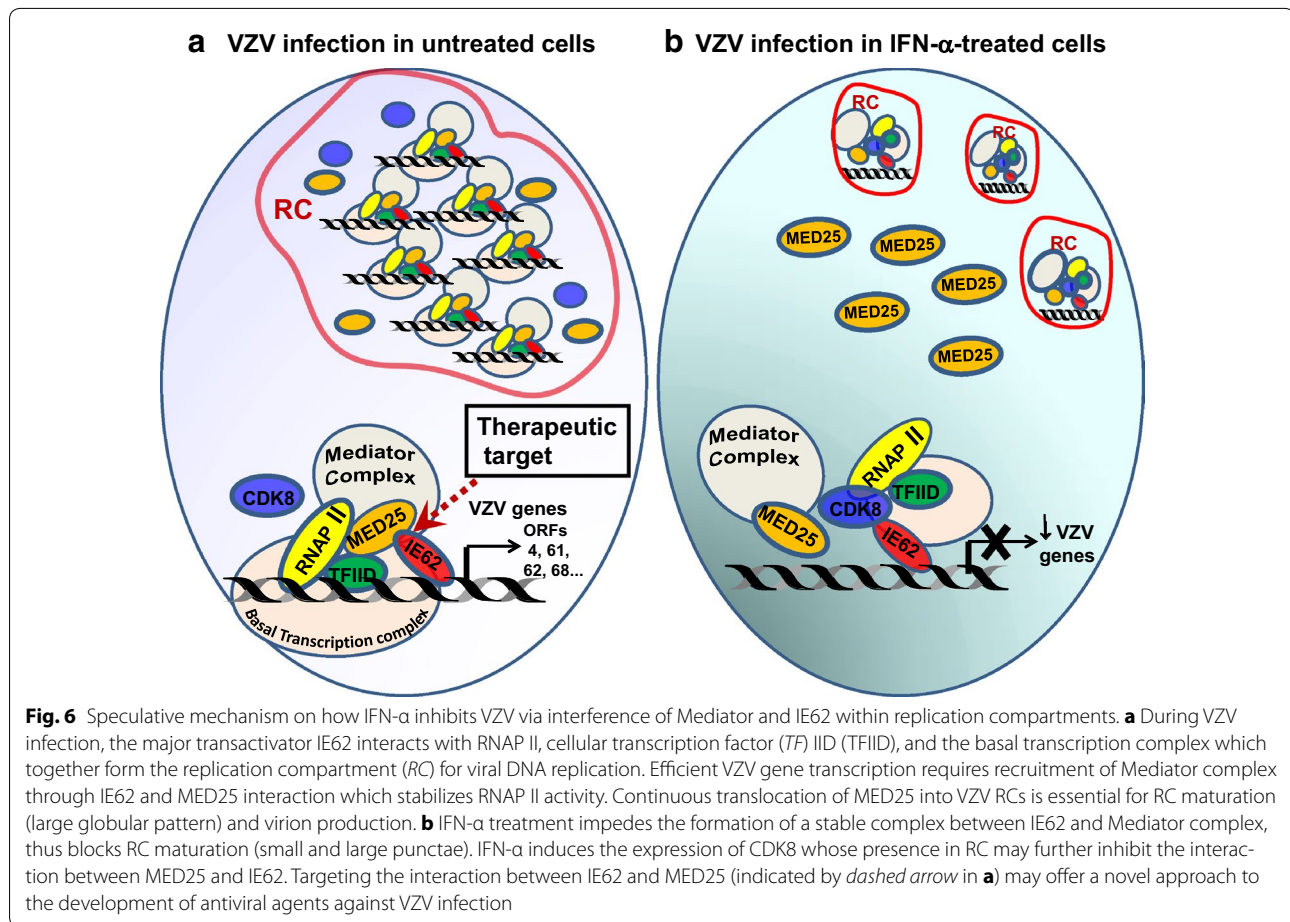 a VZV infection in untreated cells
b VZV infection in IFN-α-treated cells
RC
Therapeutic
target
Mediator
Complex
CDK8
RNAP II
MED25
IE62
TFIID
VZV genes
ORFs
4, 61,
62, 68...
Basal Transcription complex
RC
RC
RC
MED25
MED25
MED25
MED25
MED25
Mediator
Complex
RNAP II
TFIID
CDK8
MED25
IE62
↓ VZV
genes
Fig. 6 Speculative mechanism on how IFN-α inhibits VZV via interference of Mediator and IE62 within replication compartments. a During VZV
infection, the major transactivator IE62 interacts with RNAP II, cellular transcription factor (TF) IID (TFIID), and the basal transcription complex which
together form the replication compartment (RC) for viral DNA replication. Efficient VZV gene transcription requires recruitment of Mediator complex
through IE62 and MED25 interaction which stabilizes RNAP II activity. Continuous translocation of MED25 into VZV RCs is essential for RC maturation
(large globular pattern) and virion production. b IFN-α treatment impedes the formation of a stable complex between IE62 and Mediator complex,
thus blocks RC maturation (small and large punctae). IFN-α induces the expression of CDK8 whose presence in RC may further inhibit the interac-
tion between MED25 and IE62. Targeting the interaction between IE62 and MED25 (indicated by dashed arrow in a) may offer a novel approach to
the development of antiviral agents against VZV infection